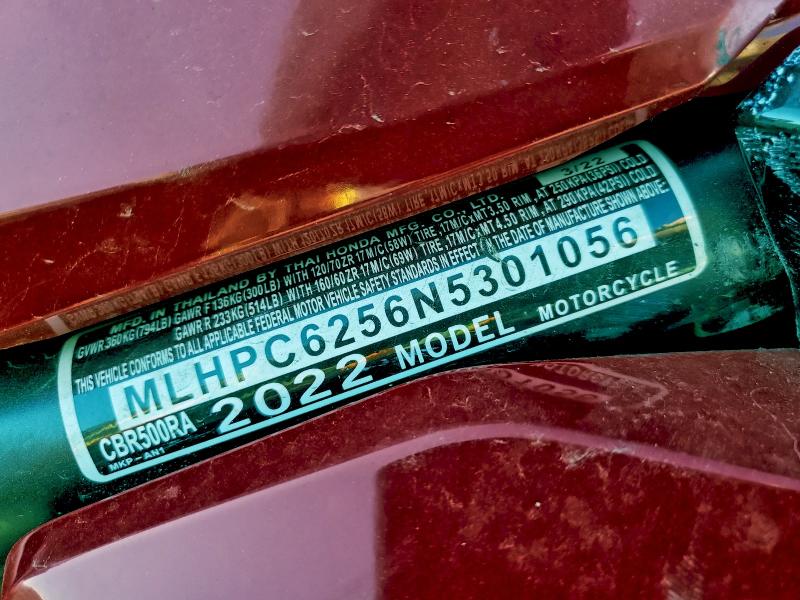 MFD. IN THAILAND BY THAI HONDA MFG. CO., LTD. 3/22
GVWR 360KG(794LB) GAWR F 136KG(300LB) WITH 120/70ZR 17M/C(58W) TIRE, 17M/C×MT3.50 RIM, AT 250KPA(36PSI) COLD
GAWR R 233KG(514LB) WITH 160/60ZR 17M/C(69W) TIRE, 17M/C×MT4.50 RIM, AT 290KPA(42PSI) COLD
THIS VEHICLE CONFORMS TO ALL APPLICABLE FEDERAL MOTOR VEHICLE SAFETY STANDARDS IN EFFECT THE DATE OF MANUFACTURE SHOWN ABOVE.
MLHPC6256N5301056
CBR500RA 2022 MODEL MOTORCYCLE
MKP-AN1